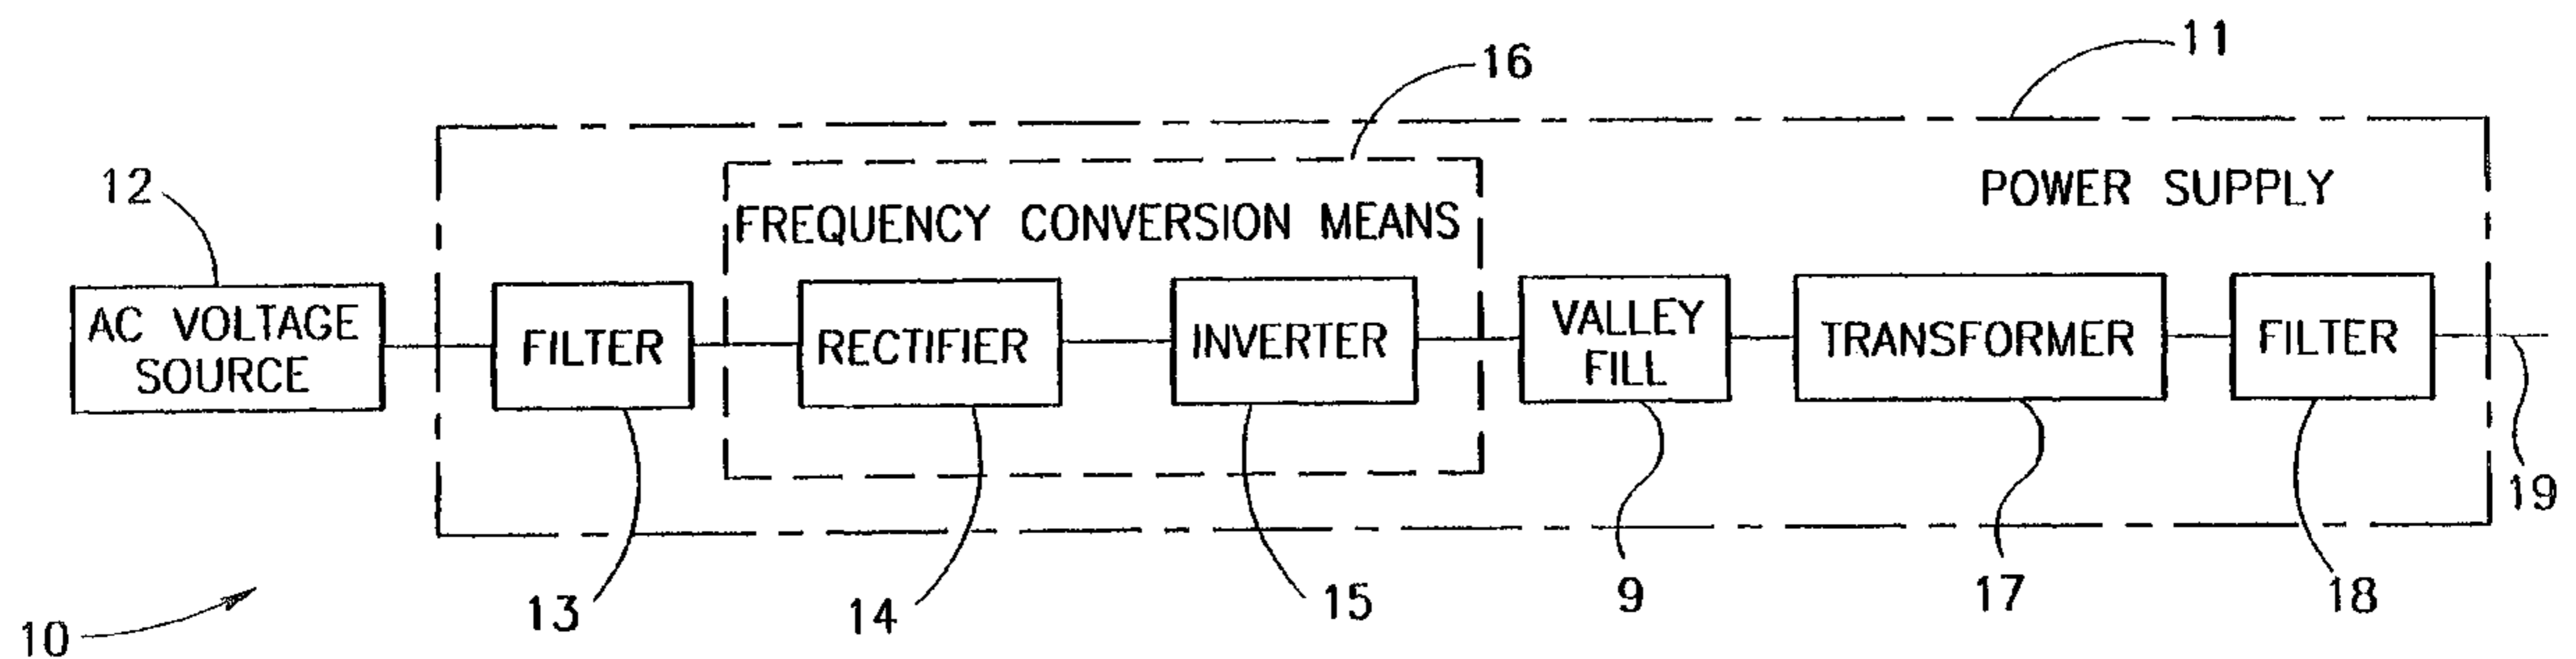 11
16
12
POWER SUPPLY
FREQUENCY CONVERSION MEANS
AC VOLTAGE
SOURCE
FILTER
RECTIFIER
INVERTER
VALLEY
FILL
TRANSFORMER
FILTER
19
13
14
15
9
17
18
10